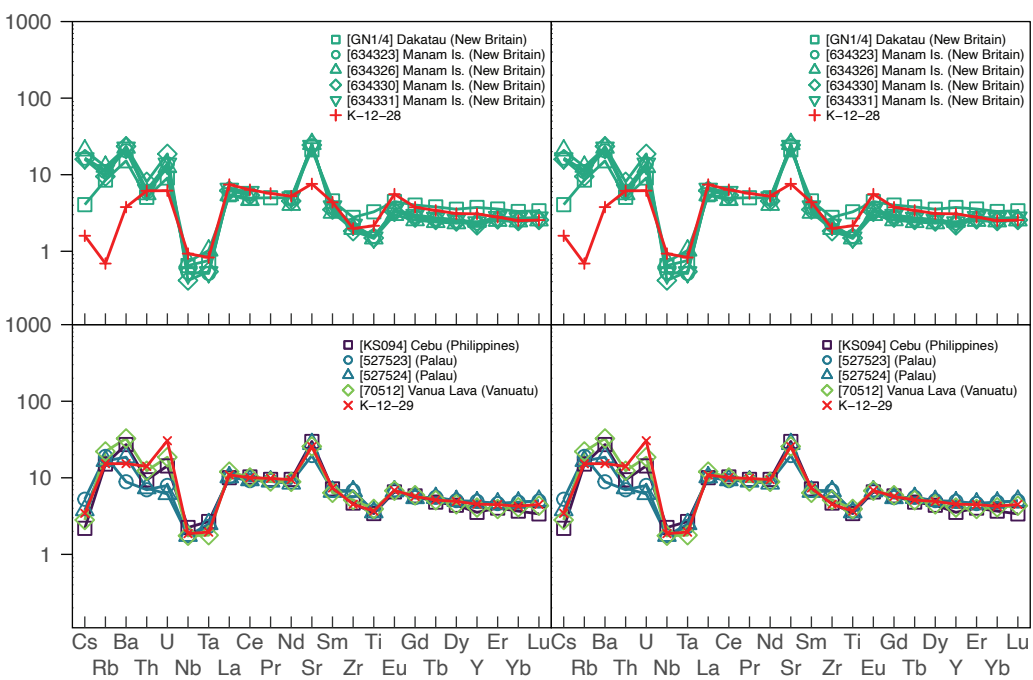 1000
[GN1/4] Dakatau (New Britain)
[634323] Manam Is. (New Britain)
[634326] Manam Is. (New Britain)
[634330] Manam Is. (New Britain)
[634331] Manam Is. (New Britain)
K−12−28
100
10
1
[GN1/4] Dakatau (New Britain)
[634323] Manam Is. (New Britain)
[634326] Manam Is. (New Britain)
[634330] Manam Is. (New Britain)
[634331] Manam Is. (New Britain)
K−12−28
1000
[KS094] Cebu (Philippines)
[527523] (Palau)
[527524] (Palau)
[70512] Vanua Lava (Vanuatu)
K−12−29
100
10
1
[KS094] Cebu (Philippines)
[527523] (Palau)
[527524] (Palau)
[70512] Vanua Lava (Vanuatu)
K−12−29
Cs Ba U Ta Ce Nd Sm Ti Gd Dy Er Lu Cs Ba U Ta Ce Nd Sm Ti Gd Dy Er Lu
Rb Th Nb La Pr Sr Zr Eu Tb Y Yb Rb Th Nb La Pr Sr Zr Eu Tb Y Yb